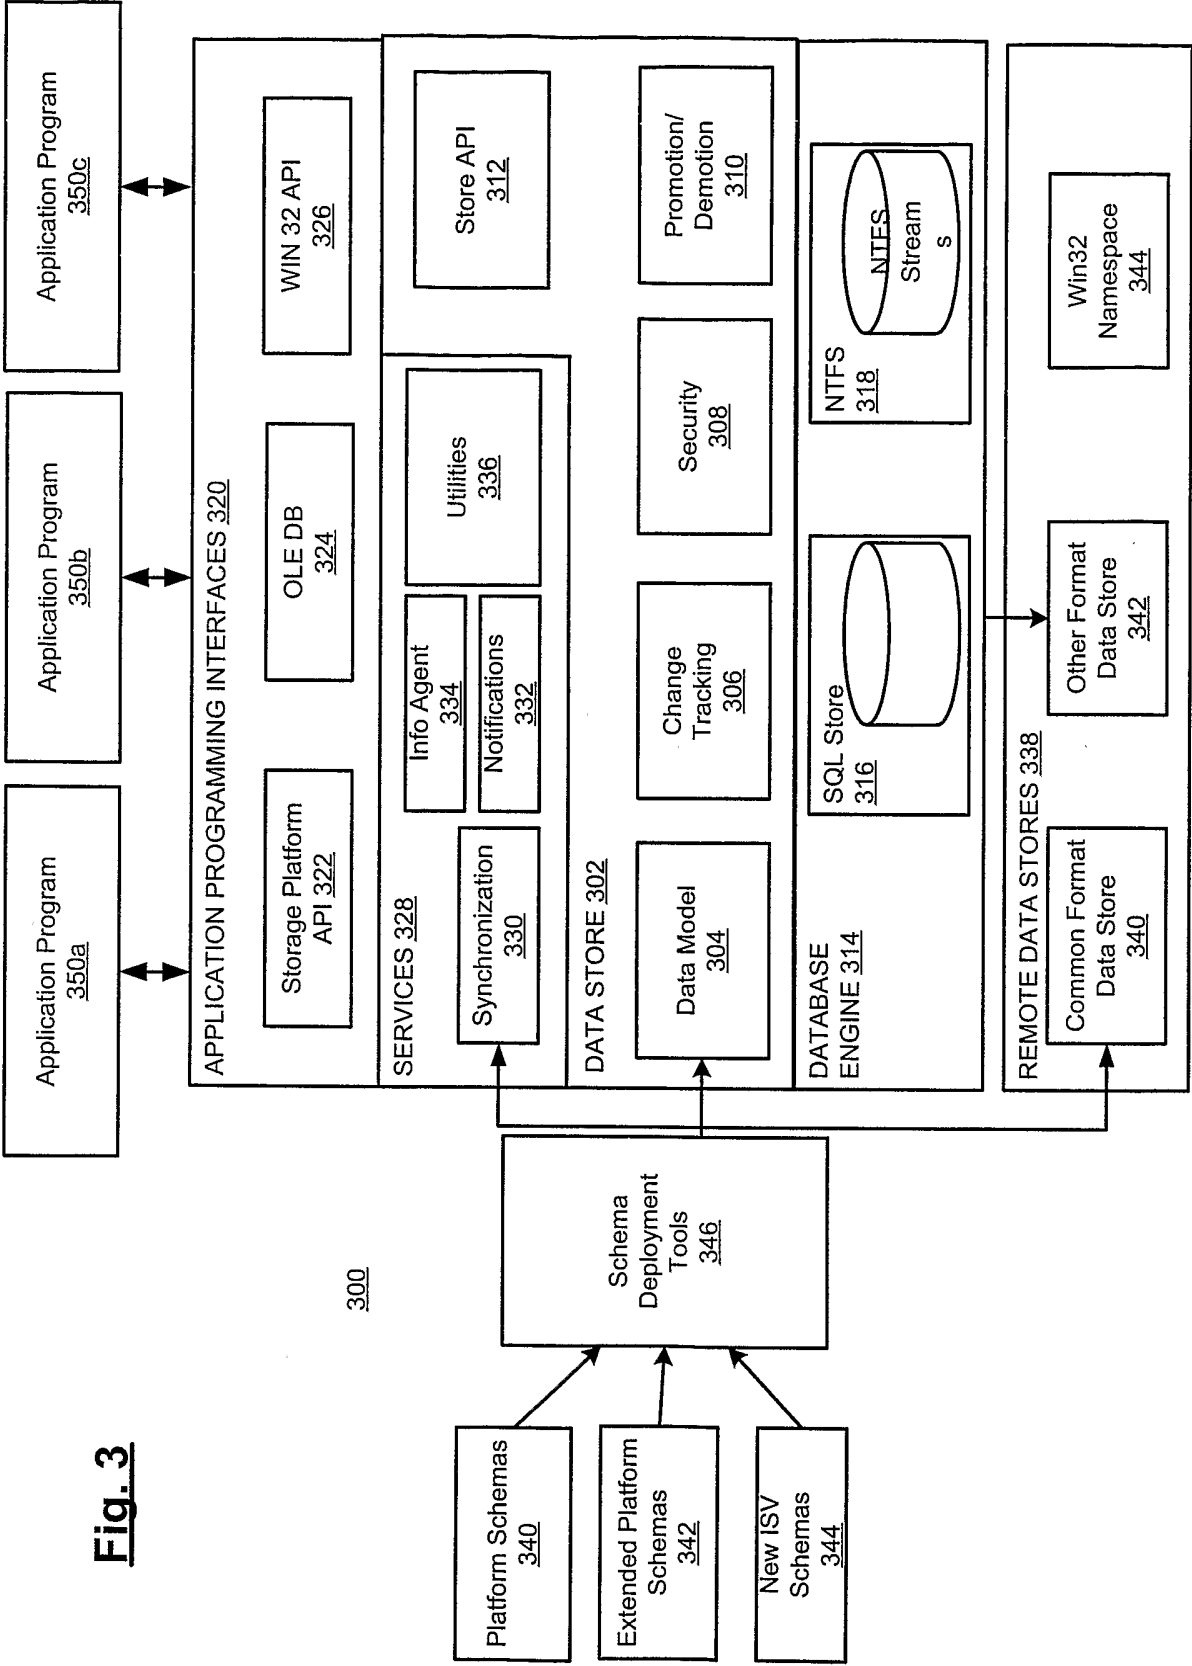 Application Program
350a
Application Program
350b
Application Program
350c
APPLICATION PROGRAMMING INTERFACES 320
Storage Platform
API 322
OLE DB
324
WIN 32 API
326
SERVICES 328
Synchronization
330
Info Agent
334
Notifications
332
Utilities
336
Store API
312
DATA STORE 302
Data Model
304
Change
Tracking
306
Security
308
Promotion/
Demotion
310
DATABASE
ENGINE 314
SQL Store
316
NTFS
318
NTFS
Stream
s
REMOTE DATA STORES 338
Common Format
Data Store
340
Other Format
Data Store
342
Win32
Namespace
344
300
Schema
Deployment
Tools
346
Platform Schemas
340
Extended Platform
Schemas
342
New ISV
Schemas
344
Fig. 3